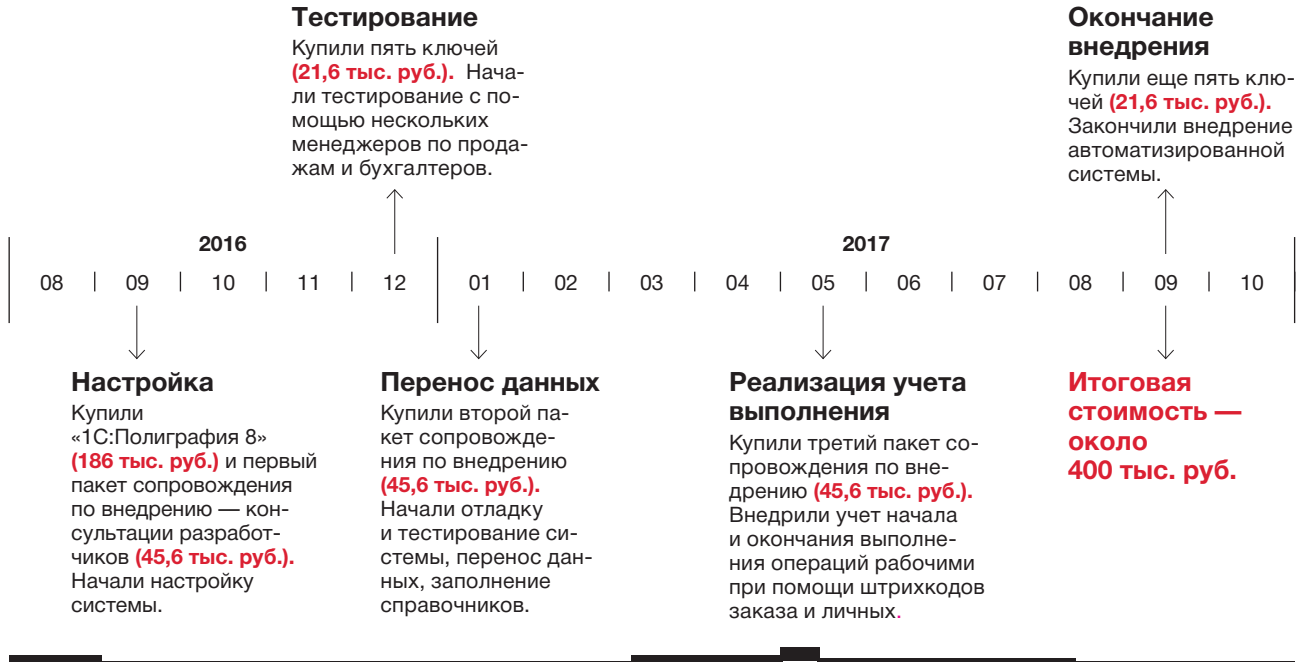 Тестирование
Купили пять ключей
(21,6 тыс. руб.). Нача-
ли тестирование с по-
мощью нескольких
менеджеров по прода-
жам и бухгалтеров.
Окончание
внедрения
Купили еще пять клю-
чей (21,6 тыс. руб.).
Закончили внедрение
автоматизированной
системы.
2016
2017
08 | 09 | 10 | 11 | 12 | 01 | 02 | 03 | 04 | 05 | 06 | 07 | 08 | 09 | 10
Настройка
Купили
«1С:Полиграфия 8»
(186 тыс. руб.) и первый
пакет сопровождения
по внедрению — кон-
сультации разработ-
чиков (45,6 тыс. руб.).
Начали настройку
системы.
Перенос данных
Купили второй па-
кет сопровожде-
ния по внедрению
(45,6 тыс. руб.).
Начали отладку
и тестирование си-
стемы, перенос дан-
ных, заполнение
справочников.
Реализация учета
выполнения
Купили третий пакет со-
провождения по вне-
дрению (45,6 тыс. руб.).
Внедрили учет начала
и окончания выполне-
ния операций рабочими
при помощи штрихкодов
заказа и личных.
Итоговая
стоимость —
около
400 тыс. руб.